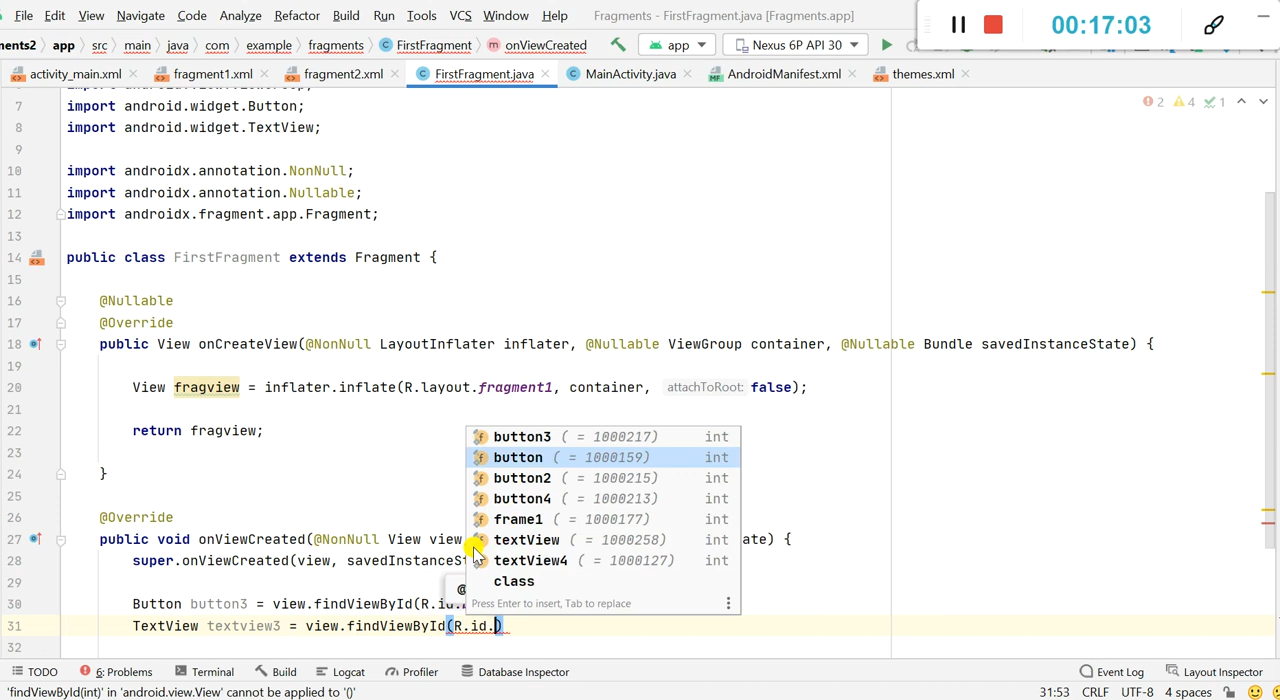 File Edit View Navigate Code Analyze Refactor Build Run Tools VCS Window Help Fragments - FirstFragment.java [Fragments.app]
00:17:03
ments2 app src main java com example fragments FirstFragment onViewCreated app Nexus 6P API 30
activity_main.xml fragment1.xml fragment2.xml FirstFragment.java MainActivity.java AndroidManifest.xml themes.xml
2 4 1
7 import android.widget.Button;
8 import android.widget.TextView;
9
10 import androidx.annotation.NonNull;
11 import androidx.annotation.Nullable;
12 import androidx.fragment.app.Fragment;
13
14 public class FirstFragment extends Fragment {
15
16 @Nullable
17 @Override
18 public View onCreateView(@NonNull LayoutInflater inflater, @Nullable ViewGroup container, @Nullable Bundle savedInstanceState) {
19
20 View fragview = inflater.inflate(R.layout.fragment1, container, attachToRoot: false);
21
22 return fragview;
23
24 }
25
26 @Override
27 public void onViewCreated(@NonNull View view ate) {
28 super.onViewCreated(view, savedInstanceSt
29
30 Button button3 = view.findViewById(R.id.
31 TextView textview3 = view.findViewById(R.id.)
32
button3 ( = 1000217) int
button ( = 1000159) int
button2 ( = 1000215) int
button4 ( = 1000213) int
frame1 ( = 1000177) int
textView ( = 1000258) int
textView4 ( = 1000127) int
class
Press Enter to insert, Tab to replace
@
TODO 6: Problems Terminal Build Logcat Profiler Database Inspector Event Log Layout Inspector
'findViewById(int)' in 'android.view.View' cannot be applied to '()' 31:53 CRLF UTF-8 4 spaces